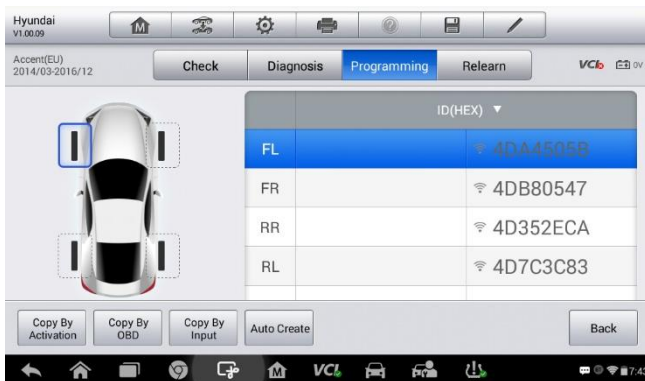 Hyundai
V1.00.09
Accent(EU)
2014/03-2016/12
Check
Diagnosis
Programming
Relearn
VCI
0V
ID(HEX) ▼
FL 4DA4505B
FR 4DB80547
RR 4D352ECA
RL 4D7C3C83
Copy By Activation
Copy By OBD
Copy By Input
Auto Create
Back
M
VCI
7:43